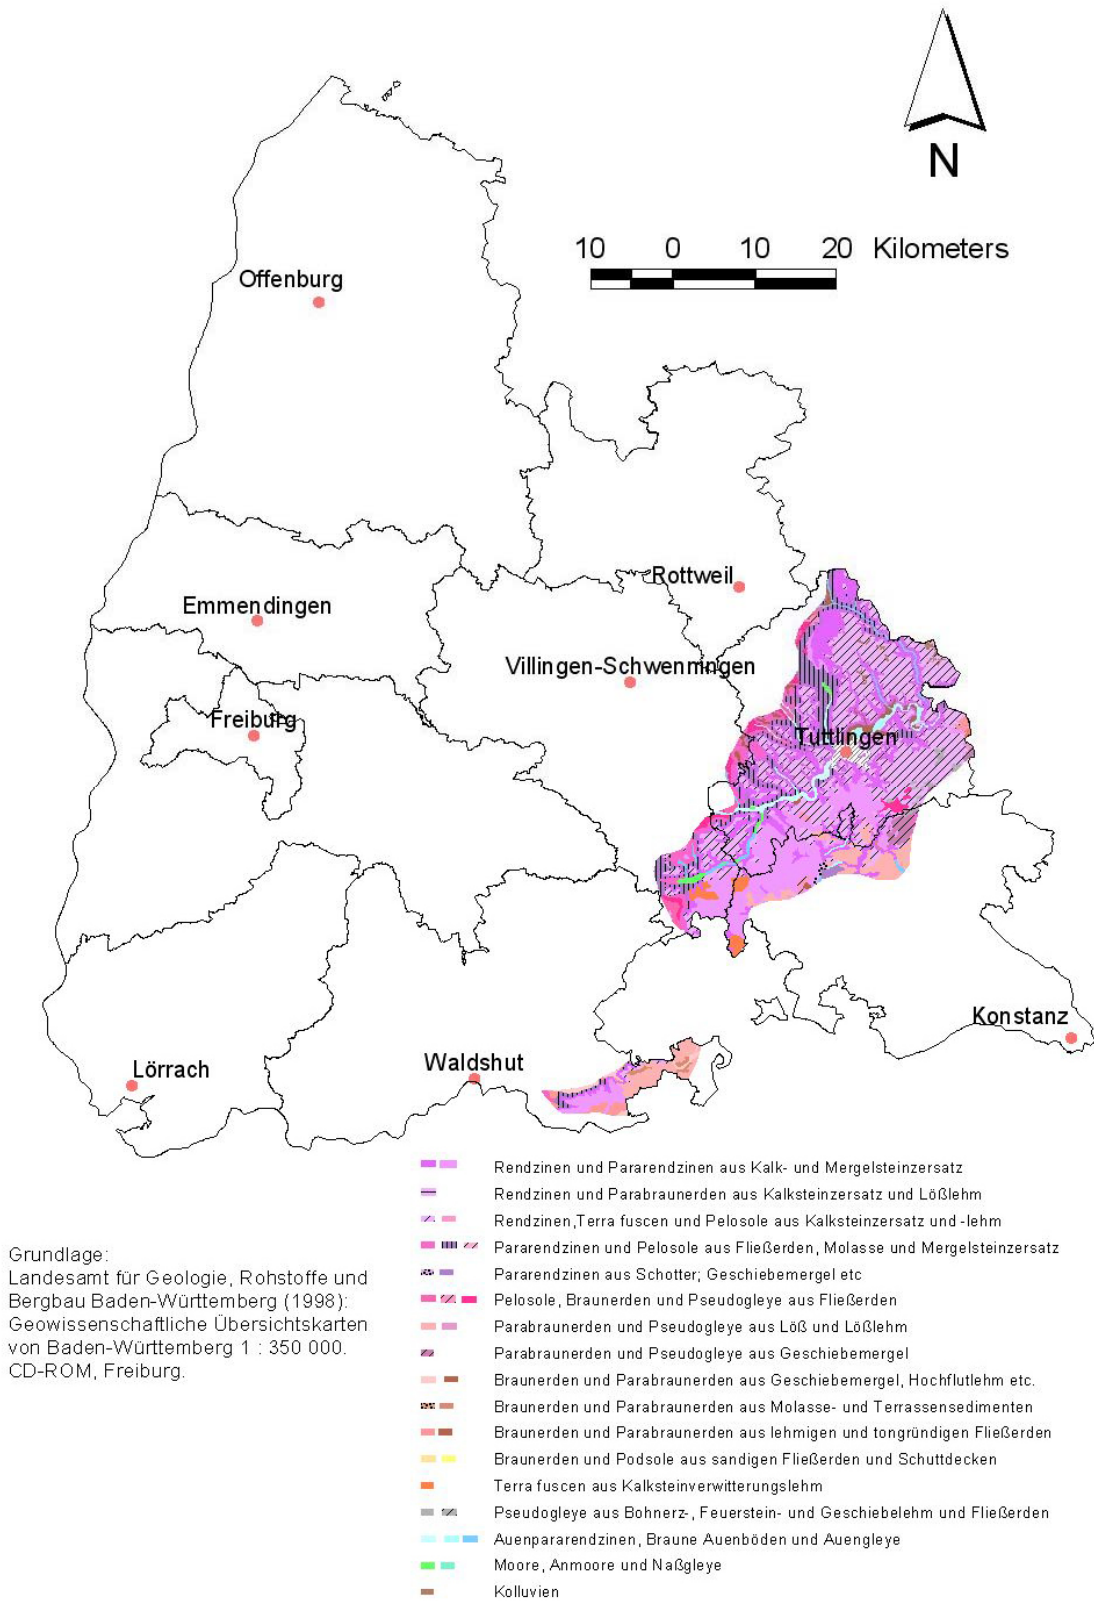 N
10 0 10 20 Kilometers
Offenburg
Rottweil
Emmendingen
Villingen-Schwenningen
Freiburg
Tuttlingen
Konstanz
Waldshut
Lörrach
Rendzinen und Pararendzinen aus Kalk- und Mergelsteinzersatz
Rendzinen und Parabraunerden aus Kalksteinzersatz und Lößlehm
Rendzinen,Terra fuscen und Pelosole aus Kalksteinzersatz und -lehm
Pararendzinen und Pelosole aus Fließerden, Molasse und Mergelsteinzersatz
Pararendzinen aus Schotter; Geschiebemergel etc
Pelosole, Braunerden und Pseudogleye aus Fließerden
Parabraunerden und Pseudogleye aus Löß und Lößlehm
Parabraunerden und Pseudogleye aus Geschiebemergel
Braunerden und Parabraunerden aus Geschiebemergel, Hochflutlehm etc.
Braunerden und Parabraunerden aus Molasse- und Terrassensedimenten
Braunerden und Parabraunerden aus lehmigen und tongründigen Fließerden
Braunerden und Podsole aus sandigen Fließerden und Schuttdecken
Terra fuscen aus Kalksteinverwitterungslehm
Pseudogleye aus Bohnerz-, Feuerstein- und Geschiebelehm und Fließerden
Auenpararendzinen, Braune Auenböden und Auengleye
Moore, Anmoore und Naßgleye
Kolluvien
Grundlage:
Landesamt für Geologie, Rohstoffe und
Bergbau Baden-Württemberg (1998):
Geowissenschaftliche Übersichtskarten
von Baden-Württemberg 1 : 350 000.
CD-ROM, Freiburg.